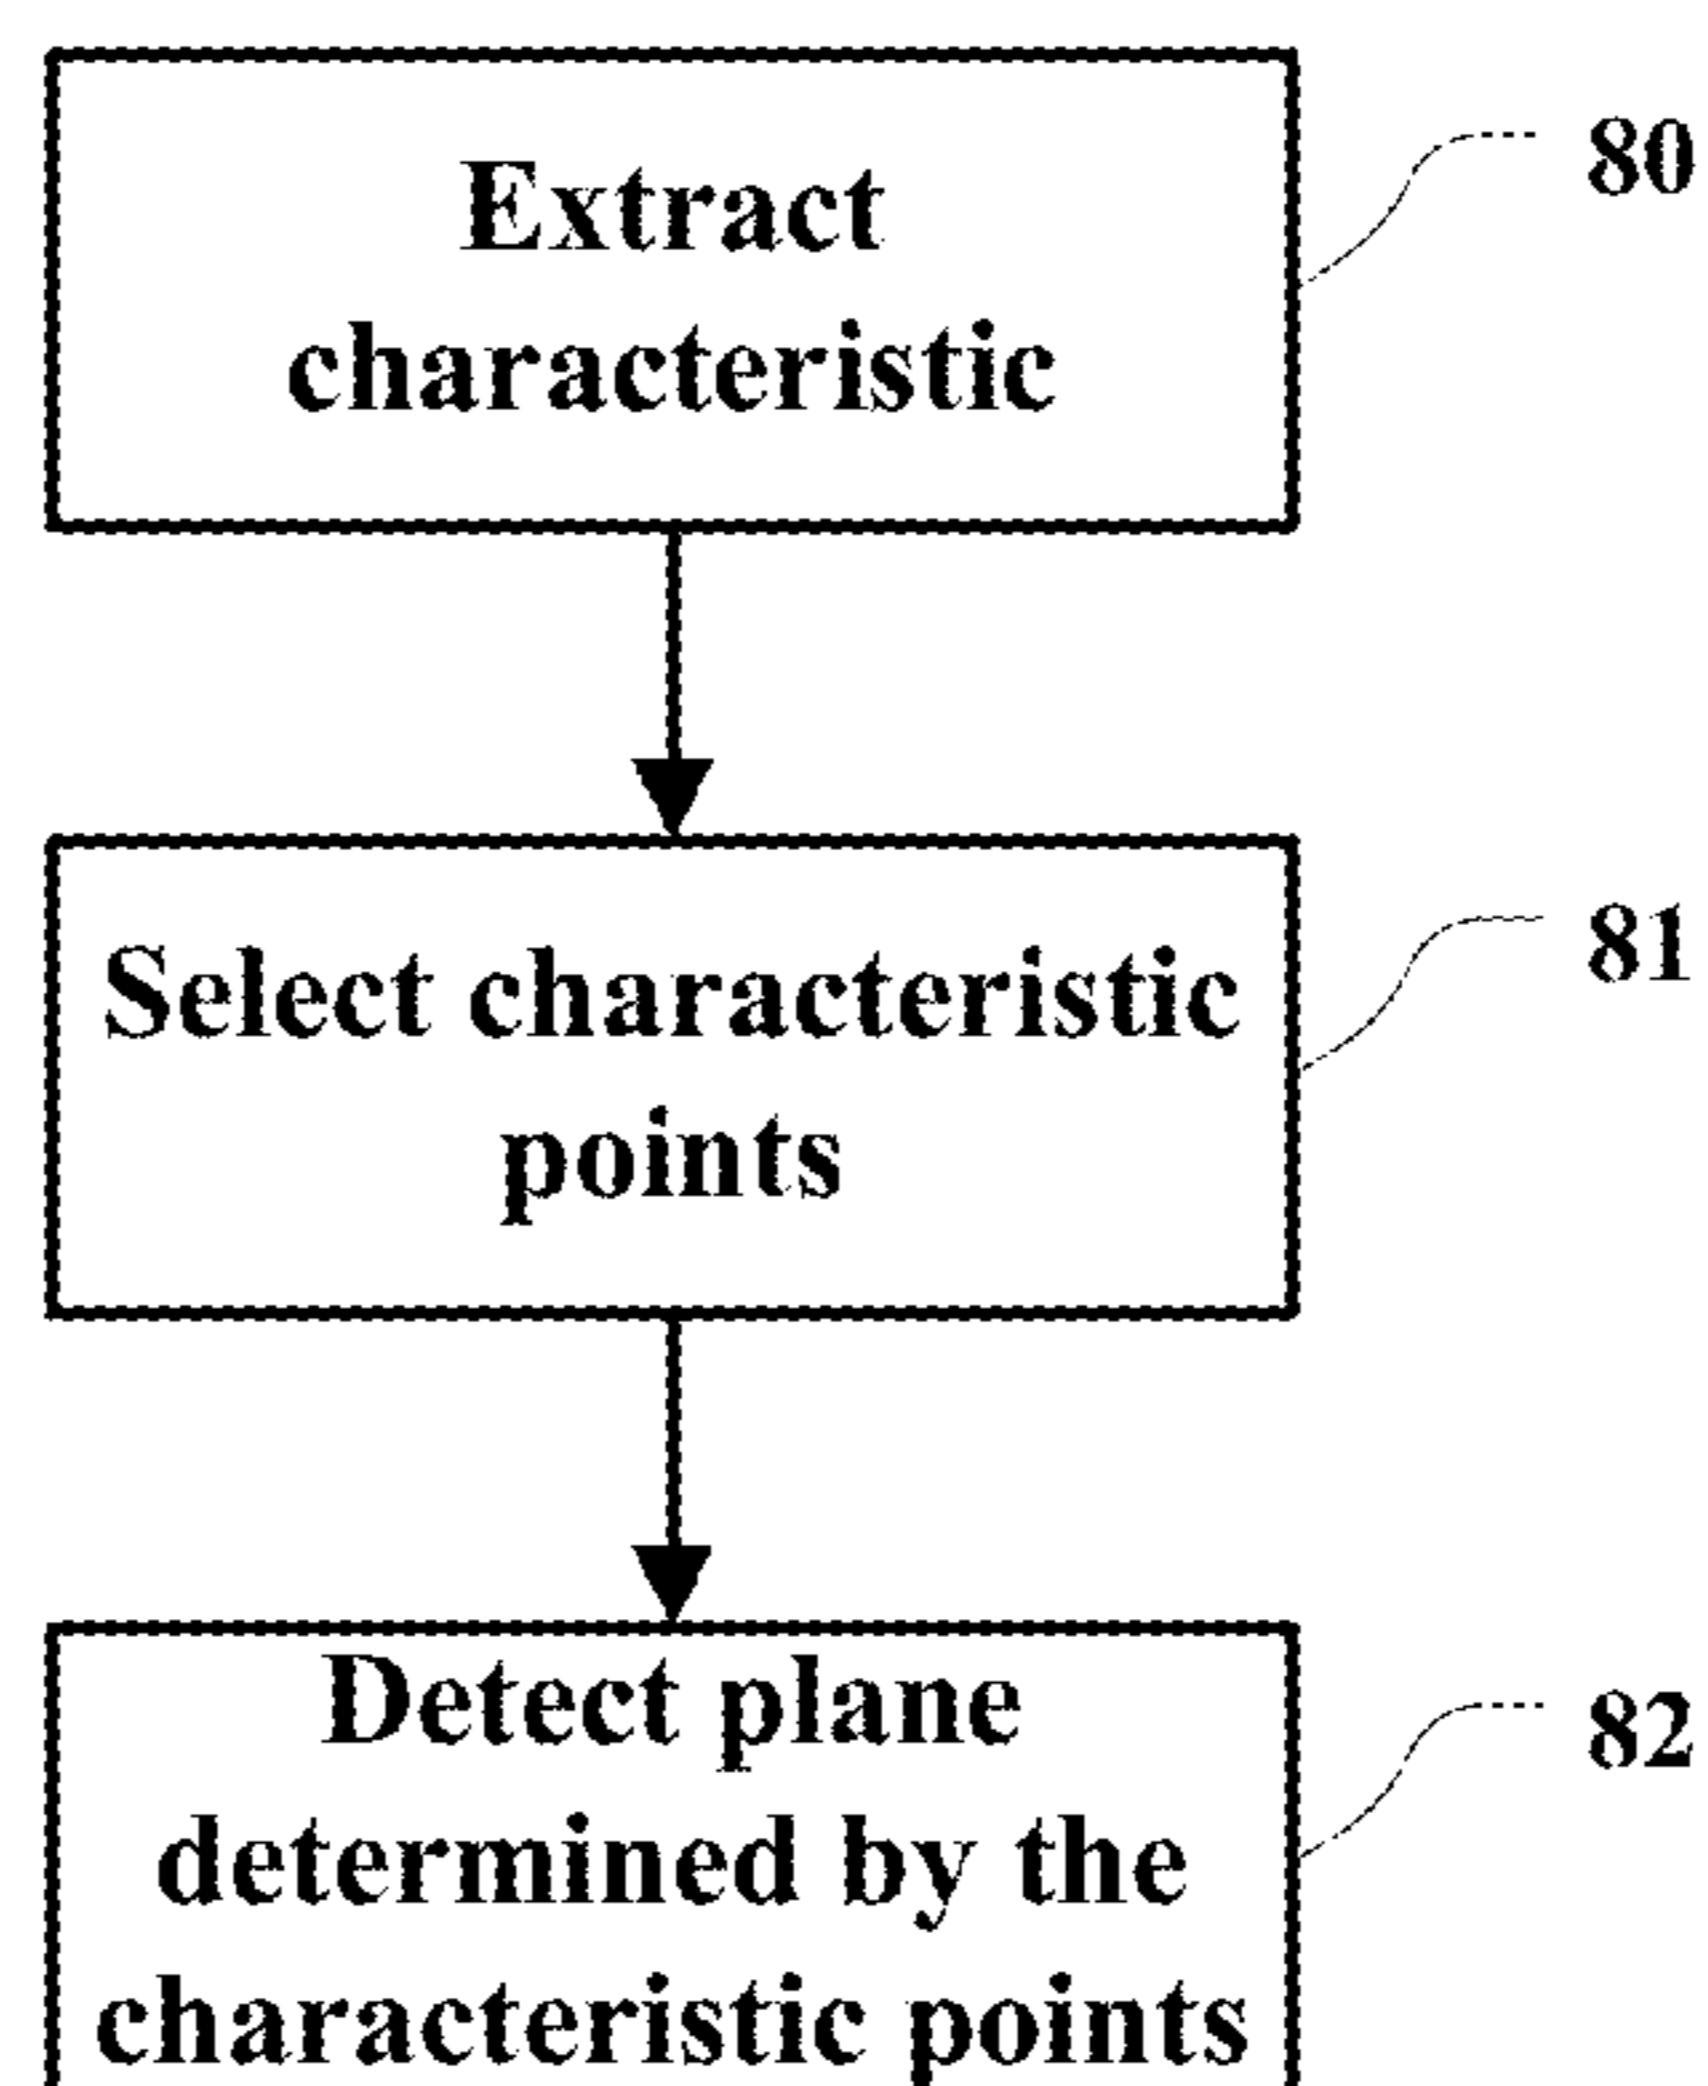 Extract
characteristic
80
Select characteristic
points
81
Detect plane
determined by the
characteristic points
82